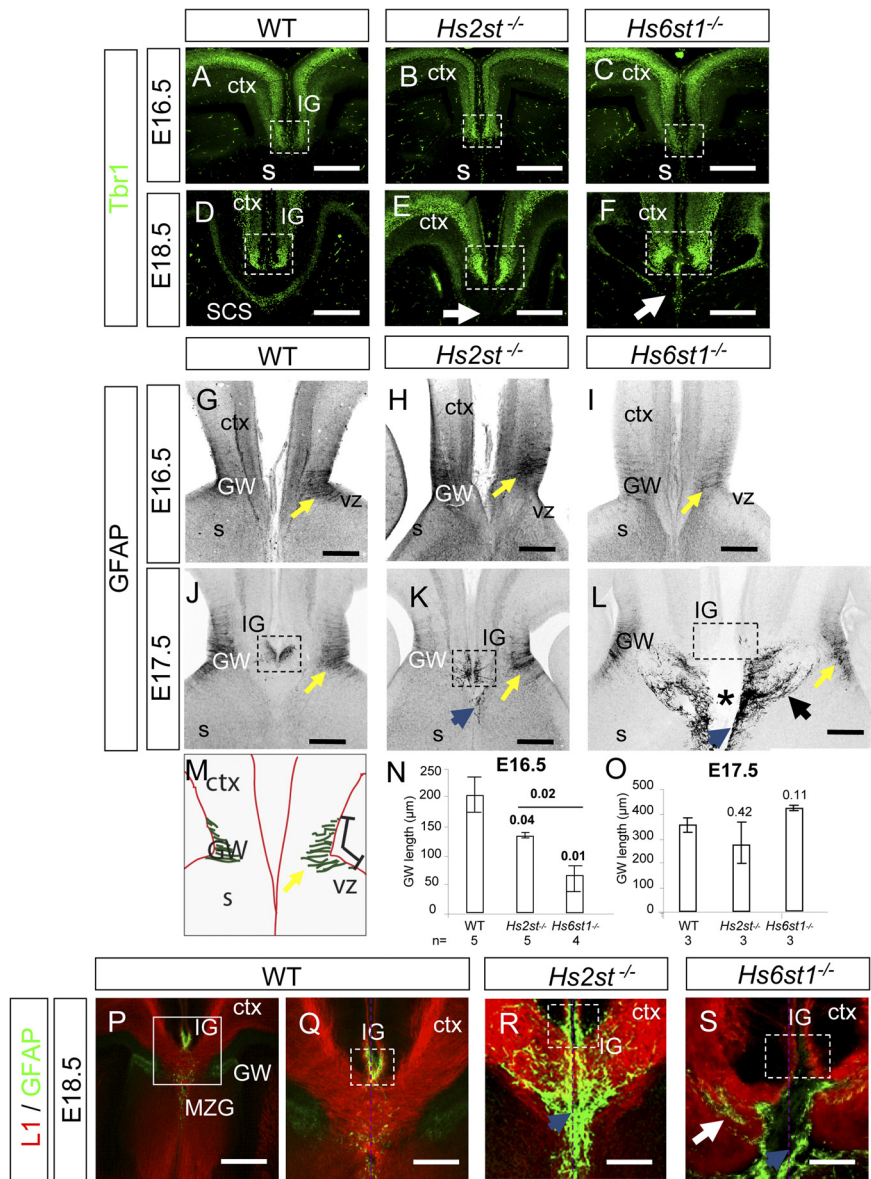 WT Hs2st -/- Hs6st1-/-
Tbr1
E16.5
A ctx IG s
B
C ctx
E18.5
D ctx IG SCS
E ctx
F ctx
WT Hs2st -/- Hs6st1-/-
GFAP
E16.5
G ctx GW vz s
H ctx GW vz s
I ctx GW vz s
E17.5
J IG GW s
K IG GW s
L IG GW * s
M ctx GW s vz
N E16.5
GW length (µm)
250
200
150
100
50
0
0.02
0.04
0.01
WT Hs2st-/- Hs6st1-/-
n= 5 5 4
O E17.5
GW length (µm)
500
400
300
200
100
0
0.42
0.11
WT Hs2st-/- Hs6st1-/-
3 3 3
WT Hs2st -/- Hs6st1-/-
L1 / GFAP
E18.5
P ctx IG GW MZG
Q ctx IG
R IG
S IG ctx